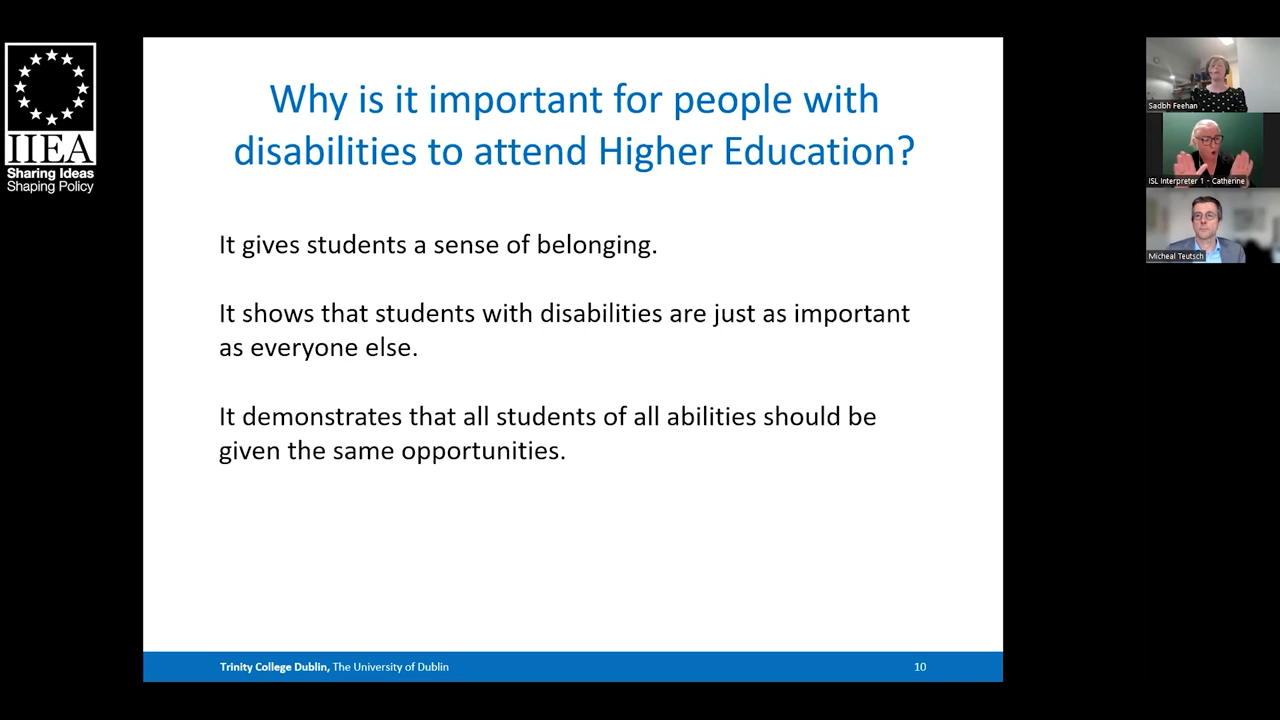 IIEA
Sharing Ideas
Shaping Policy
Why is it important for people with
disabilities to attend Higher Education?
It gives students a sense of belonging.
It shows that students with disabilities are just as important
as everyone else.
It demonstrates that all students of all abilities should be
given the same opportunities.
Trinity College Dublin, The University of Dublin
10
Sadbh Feehan
ISL Interpreter 1 - Catherine
Micheal Teutsch